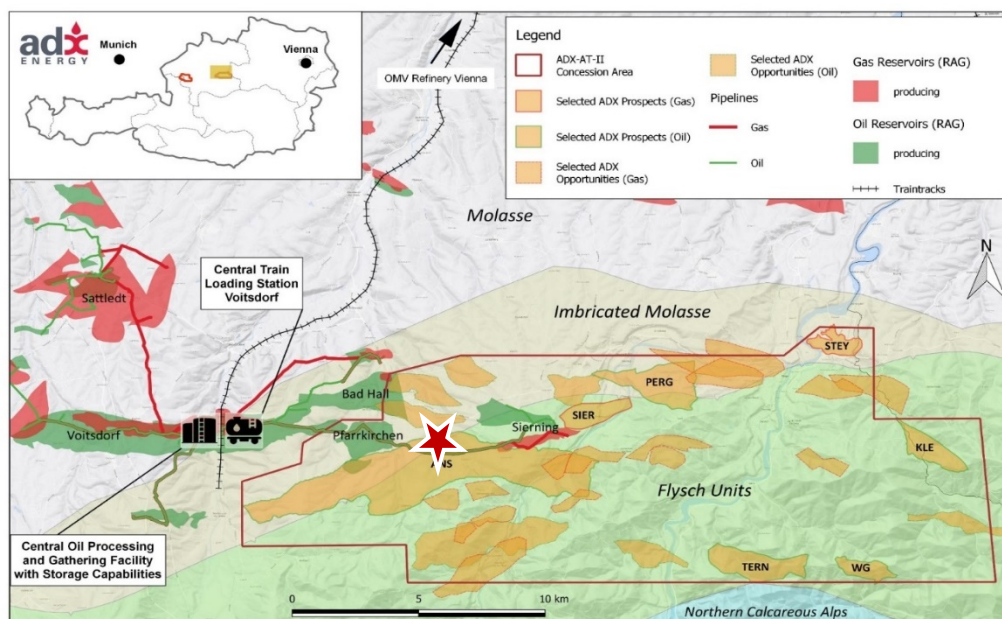 adx
ENERGY
Munich
Vienna
OMV Refinery Vienna
Legend
ADX-AT-II
Concession Area
Selected ADX Prospects (Gas)
Selected ADX Prospects (Oil)
Selected ADX
Opportunities (Gas)
Selected ADX
Opportunities (Oil)
Pipelines
Gas
Oil
Gas Reservoirs (RAG)
producing
Oil Reservoirs (RAG)
producing
Traintracks
Molasse
N
Central Train
Loading Station
Voitsdorf
Sattledt
Imbricated Molasse
STEY
PERG
Bad Hall
SIER
Voitsdorf
Pfarrkirchen
Sierning
ANS
KLE
Flysch Units
Central Oil Processing
and Gathering Facility
with Storage Capabilities
TERN
WG
0 5 10 km
Northern Calcareous Alps